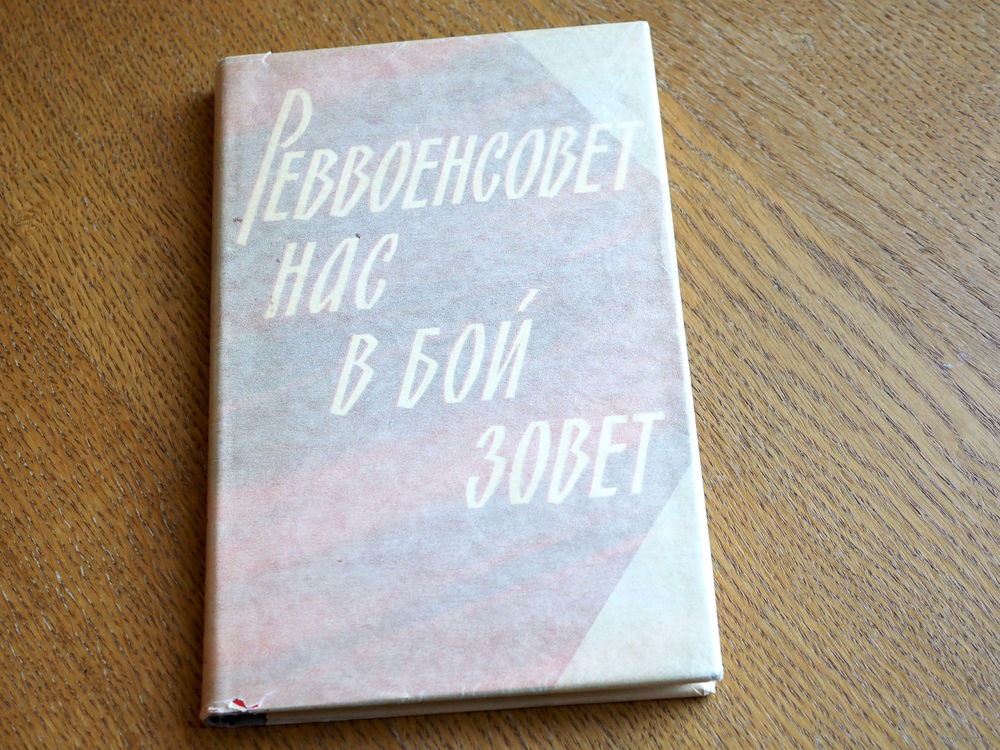 Реввоенсовет
нас
в бой
зовет